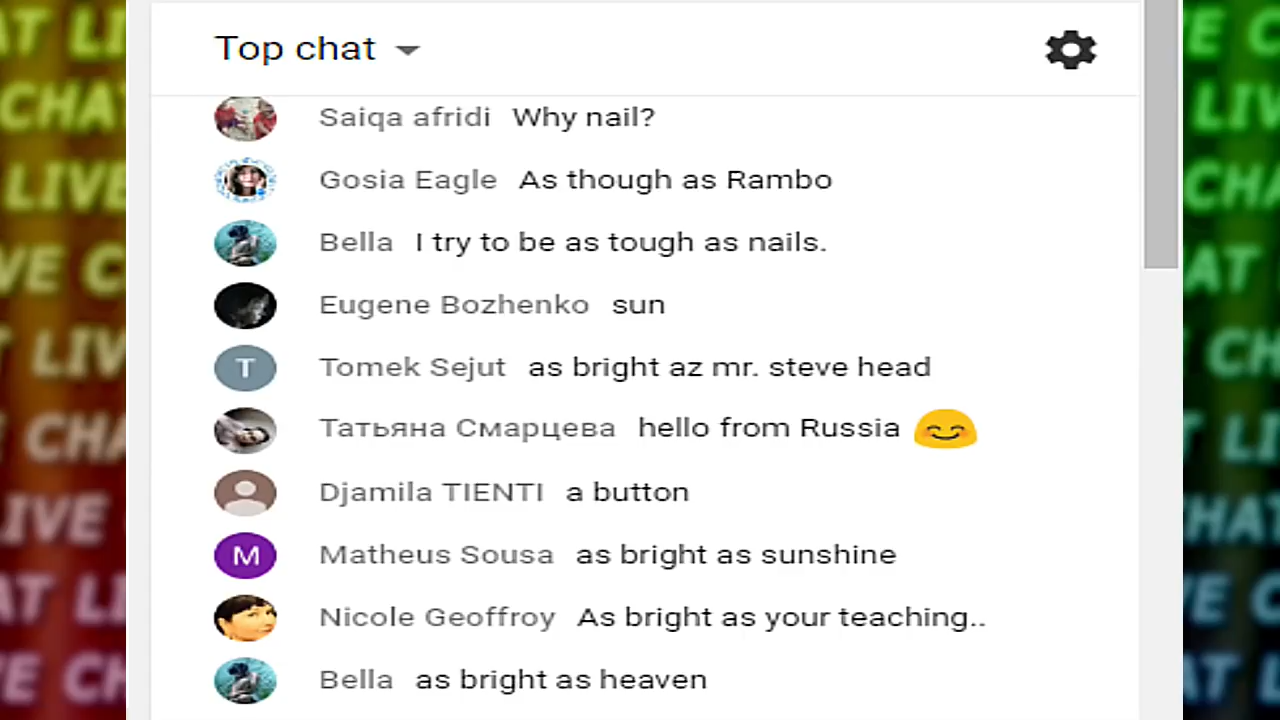 Top chat
Saiqa afridi Why nail?
Gosia Eagle As though as Rambo
Bella I try to be as tough as nails.
Eugene Bozhenko sun
T Tomek Sejut as bright az mr. steve head
Татьяна Смарцева hello from Russia 😊
Djamila TIENTI a button
M Matheus Sousa as bright as sunshine
Nicole Geoffroy As bright as your teaching..
Bella as bright as heaven